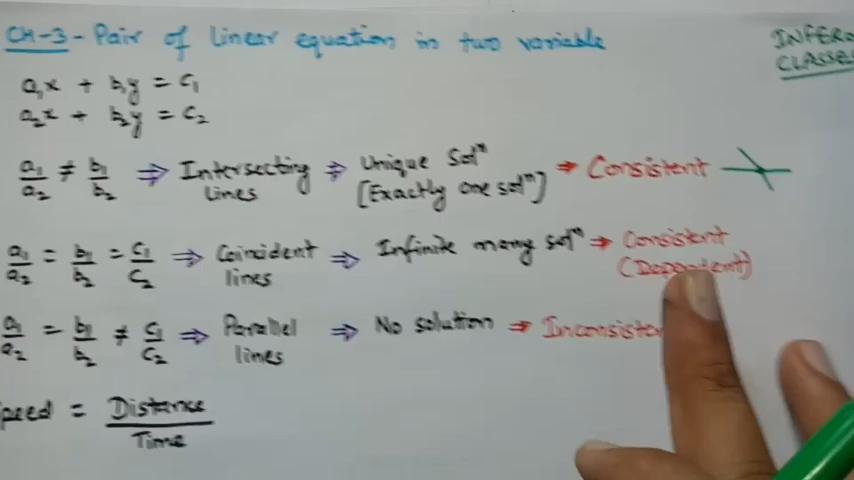 CH-3 - Pair of linear equation in two variable
INFERO
CLASSES
a₁x + b₁y = c₁
a₂x + b₂y = c₂
a₁/a₂ ≠ b₁/b₂ ⇒ Intersecting lines ⇒ Unique Solⁿ [Exactly one solⁿ] → Consistent
a₁/a₂ = b₁/b₂ = c₁/c₂ ⇒ Coincident lines ⇒ Infinite many solⁿ → Consistent (Dependent)
a₁/a₂ = b₁/b₂ ≠ c₁/c₂ ⇒ Parallel lines ⇒ No solution → Inconsisten
peed = Distance/Time